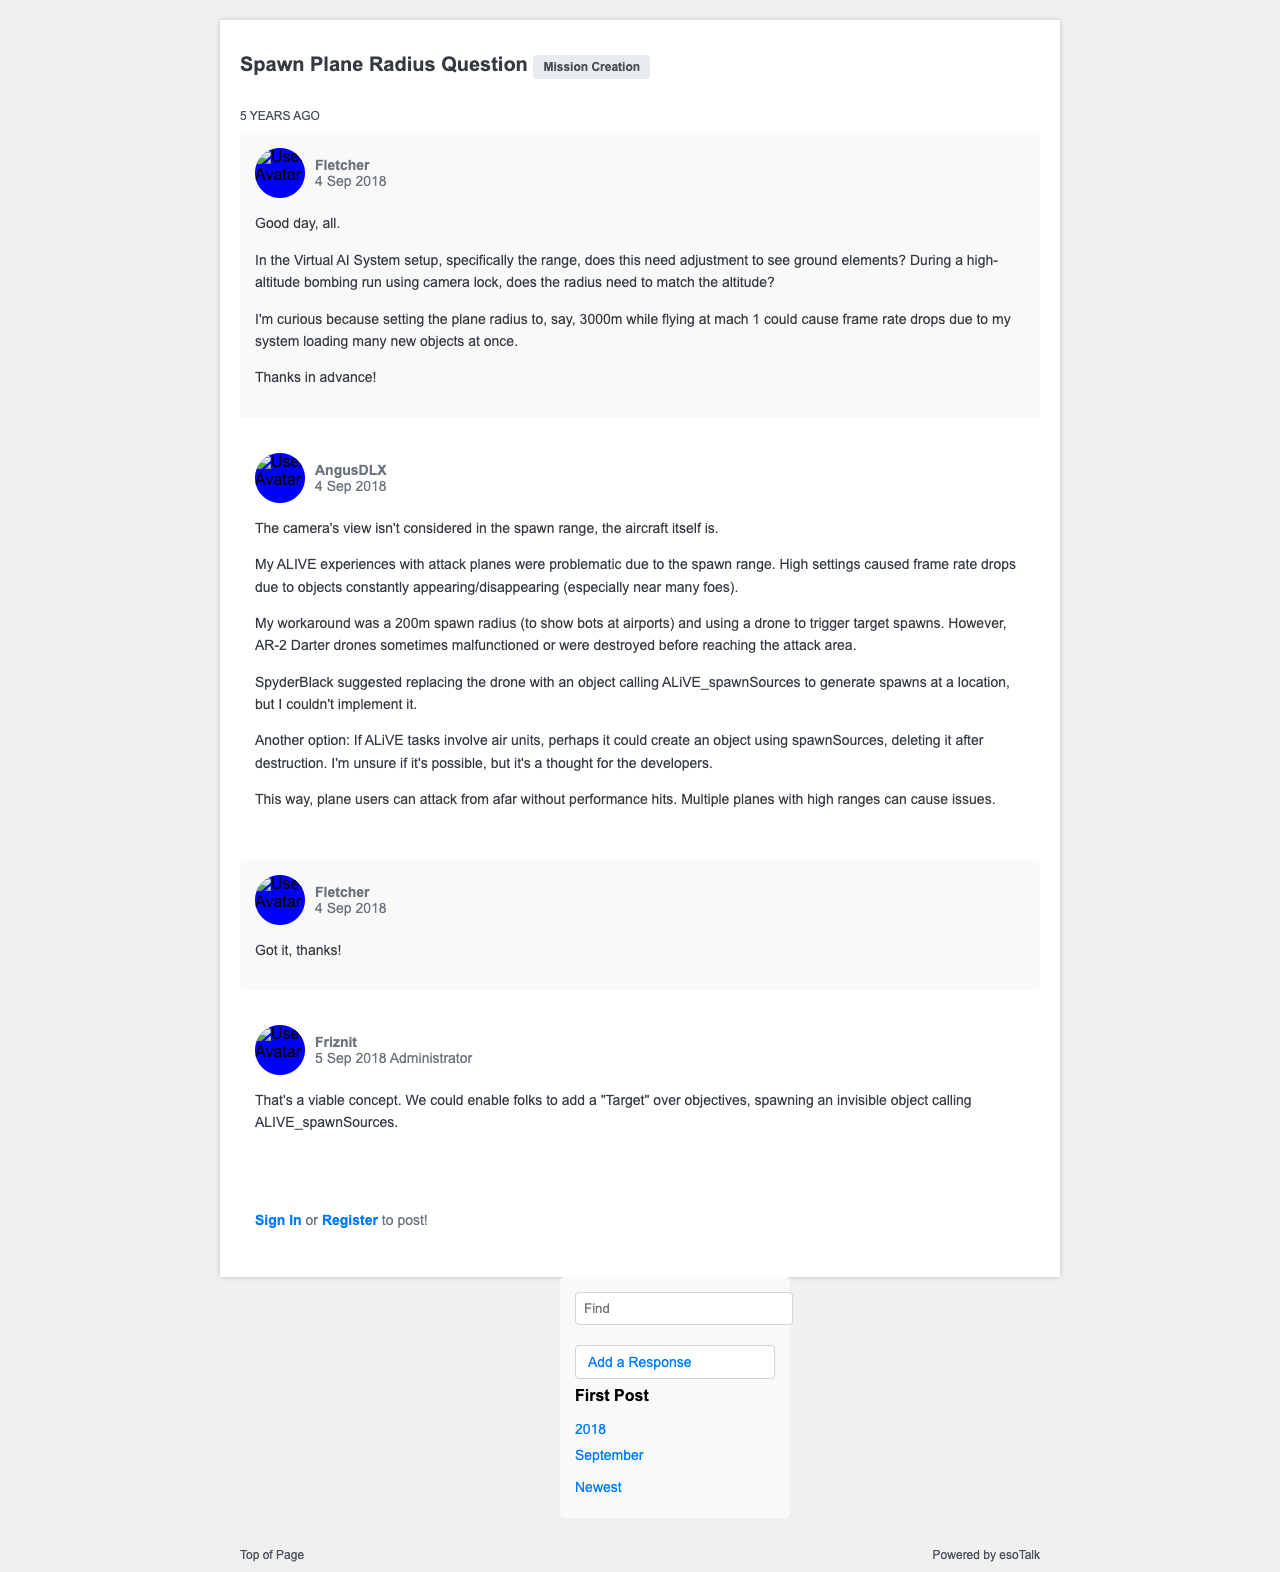 Spawn Plane Radius Question Mission Creation
5 YEARS AGO
Fletcher
4 Sep 2018
Good day, all.
In the Virtual AI System setup, specifically the range, does this need adjustment to see ground elements? During a high-
altitude bombing run using camera lock, does the radius need to match the altitude?
I'm curious because setting the plane radius to, say, 3000m while flying at mach 1 could cause frame rate drops due to my
system loading many new objects at once.
Thanks in advance!
AngusDLX
4 Sep 2018
The camera's view isn't considered in the spawn range, the aircraft itself is.
My ALIVE experiences with attack planes were problematic due to the spawn range. High settings caused frame rate drops
due to objects constantly appearing/disappearing (especially near many foes).
My workaround was a 200m spawn radius (to show bots at airports) and using a drone to trigger target spawns. However,
AR-2 Darter drones sometimes malfunctioned or were destroyed before reaching the attack area.
SpyderBlack suggested replacing the drone with an object calling ALiVE_spawnSources to generate spawns at a location,
but I couldn't implement it.
Another option: If ALiVE tasks involve air units, perhaps it could create an object using spawnSources, deleting it after
destruction. I'm unsure if it's possible, but it's a thought for the developers.
This way, plane users can attack from afar without performance hits. Multiple planes with high ranges can cause issues.
Fletcher
4 Sep 2018
Got it, thanks!
Friznit
5 Sep 2018 Administrator
That's a viable concept. We could enable folks to add a "Target" over objectives, spawning an invisible object calling
ALIVE_spawnSources.
Sign In or Register to post!
Find
Add a Response
First Post
2018
September
Newest
Top of Page
Powered by esoTalk